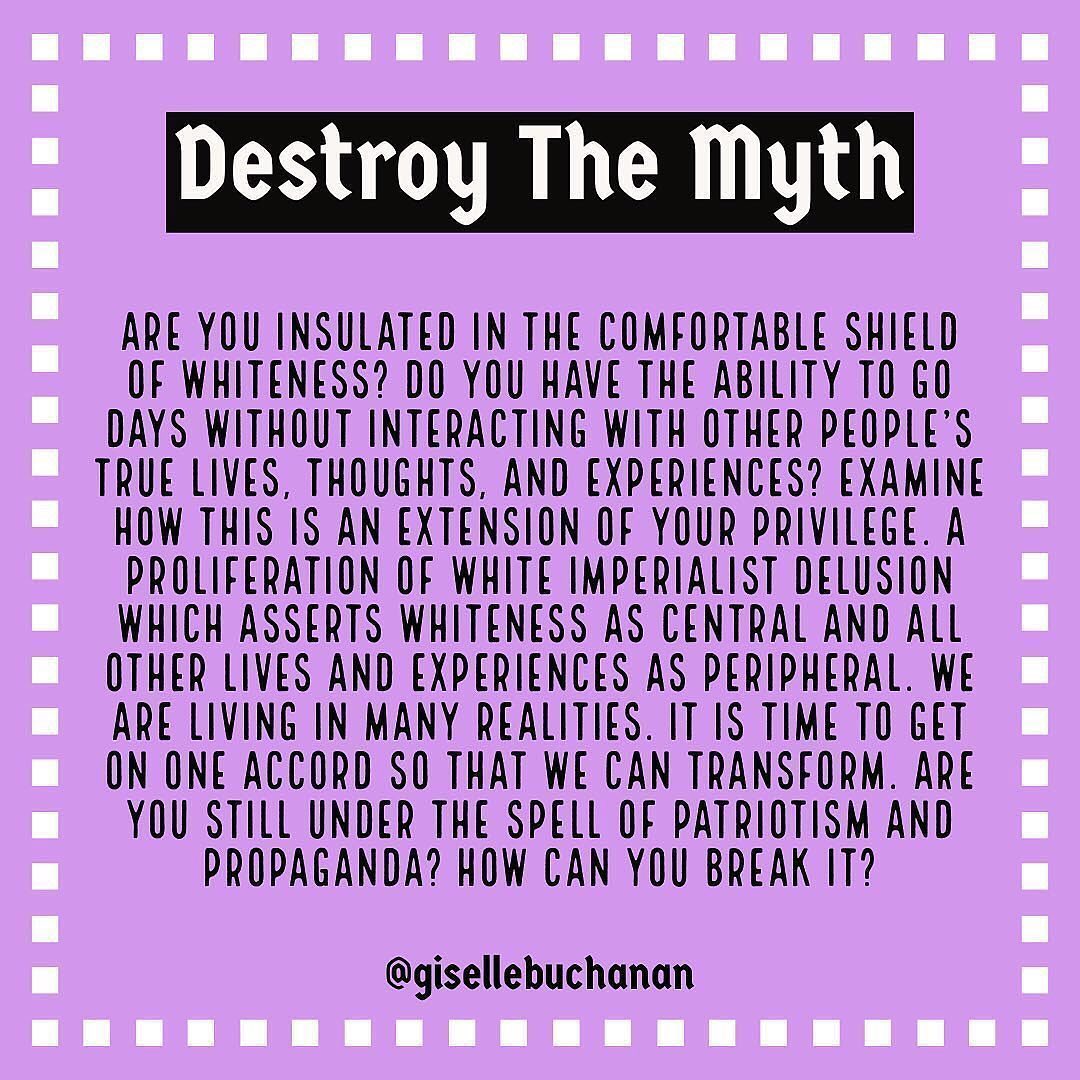 Destroy The Myth
ARE YOU INSULATED IN THE COMFORTABLE SHIELD
OF WHITENESS? DO YOU HAVE THE ABILITY TO GO
DAYS WITHOUT INTERACTING WITH OTHER PEOPLE'S
TRUE LIVES, THOUGHTS, AND EXPERIENCES? EXAMINE
HOW THIS IS AN EXTENSION OF YOUR PRIVILEGE. A
PROLIFERATION OF WHITE IMPERIALIST DELUSION
WHICH ASSERTS WHITENESS AS CENTRAL AND ALL
OTHER LIVES AND EXPERIENCES AS PERIPHERAL. WE
ARE LIVING IN MANY REALITIES. IT IS TIME TO GET
ON ONE ACCORD SO THAT WE CAN TRANSFORM. ARE
YOU STILL UNDER THE SPELL OF PATRIOTISM AND
PROPAGANDA? HOW CAN YOU BREAK IT?
@gisellebuchanan